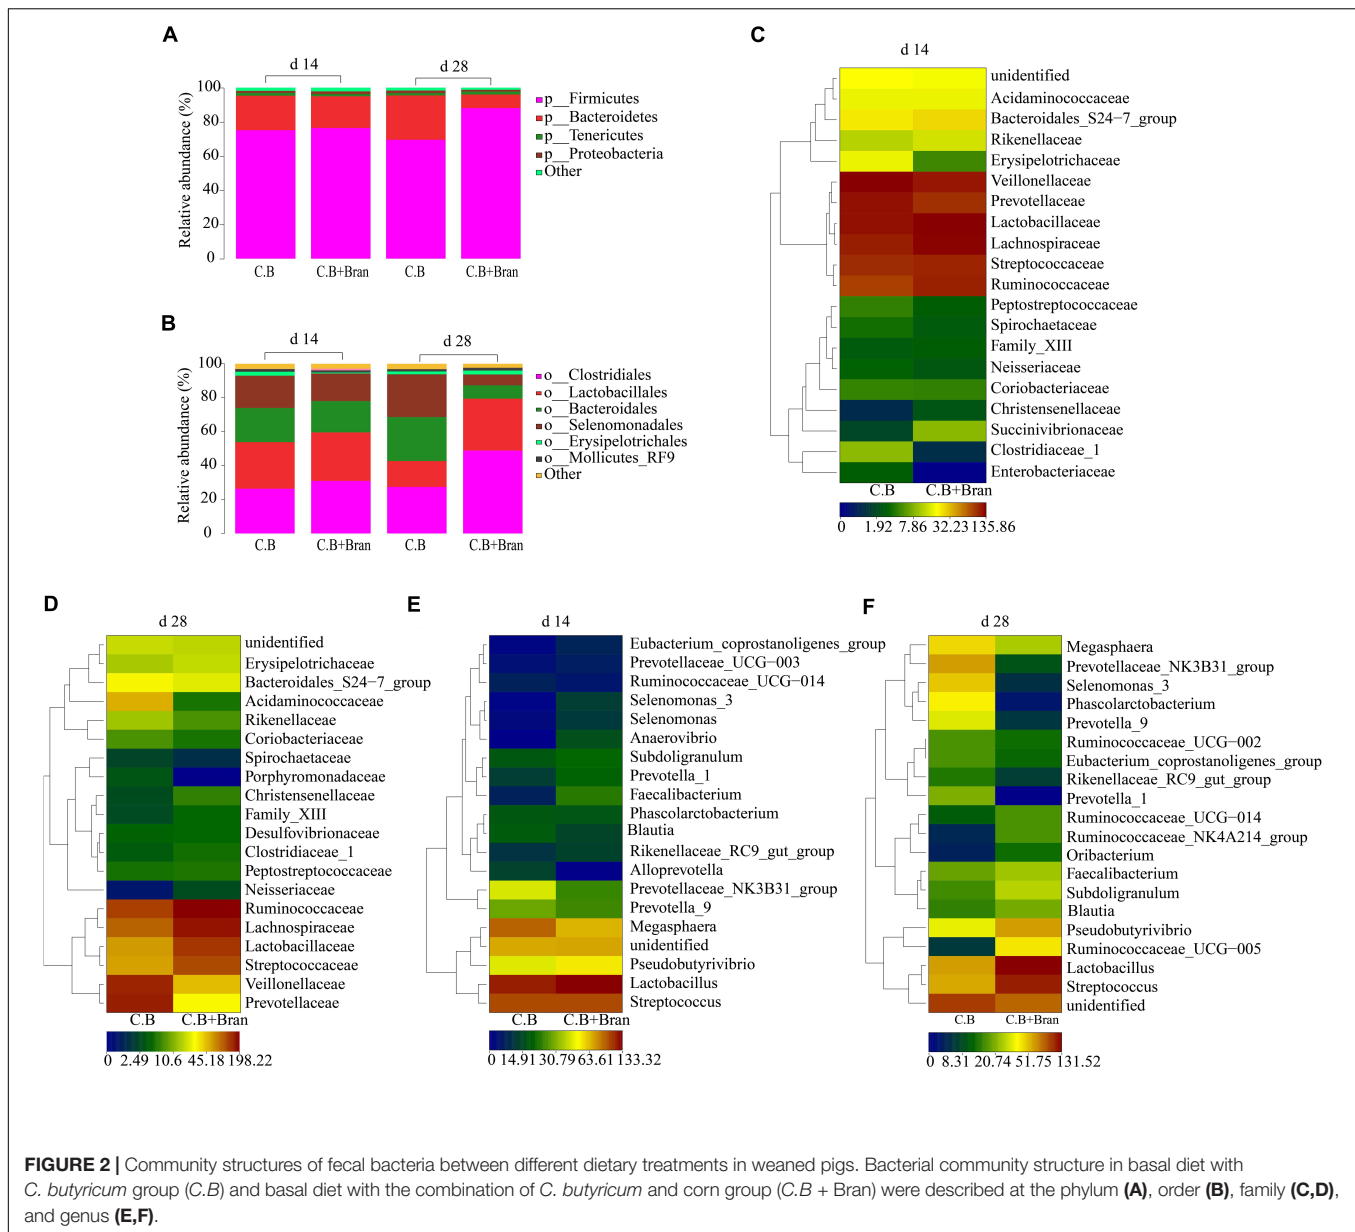 A
d 14
d 28
Relative abundance (%)
100
80
60
40
20
0
C.B
C.B+Bran
C.B
C.B+Bran
p__Firmicutes
p__Bacteroidetes
p__Tenericutes
p__Proteobacteria
Other
B
d 14
d 28
Relative abundance (%)
100
80
60
40
20
0
C.B
C.B+Bran
C.B
C.B+Bran
o__Clostridiales
o__Lactobacillales
o__Bacteroidales
o__Selenomonadales
o__Erysipelotrichales
o__Mollicutes_RF9
Other
C
d 14
unidentified
Acidaminococcaceae
Bacteroidales_S24−7_group
Rikenellaceae
Erysipelotrichaceae
Veillonellaceae
Prevotellaceae
Lactobacillaceae
Lachnospiraceae
Streptococcaceae
Ruminococcaceae
Peptostreptococcaceae
Spirochaetaceae
Family_XIII
Neisseriaceae
Coriobacteriaceae
Christensenellaceae
Succinivibrionaceae
Clostridiaceae_1
Enterobacteriaceae
C.B C.B+Bran
0 1.92 7.86 32.23 135.86
D
d 28
unidentified
Erysipelotrichaceae
Bacteroidales_S24−7_group
Acidaminococcaceae
Rikenellaceae
Coriobacteriaceae
Spirochaetaceae
Porphyromonadaceae
Christensenellaceae
Family_XIII
Desulfovibrionaceae
Clostridiaceae_1
Peptostreptococcaceae
Neisseriaceae
Ruminococcaceae
Lachnospiraceae
Lactobacillaceae
Streptococcaceae
Veillonellaceae
Prevotellaceae
C.B C.B+Bran
0 2.49 10.6 45.18 198.22
E
d 14
Eubacterium_coprostanoligenes_group
Prevotellaceae_UCG−003
Ruminococcaceae_UCG−014
Selenomonas_3
Selenomonas
Anaerovibrio
Subdoligranulum
Prevotella_1
Faecalibacterium
Phascolarctobacterium
Blautia
Rikenellaceae_RC9_gut_group
Alloprevotella
Prevotellaceae_NK3B31_group
Prevotella_9
Megasphaera
unidentified
Pseudobutyrivibrio
Lactobacillus
Streptococcus
C.B C.B+Bran
0 14.91 30.79 63.61 133.32
F
d 28
Megasphaera
Prevotellaceae_NK3B31_group
Selenomonas_3
Phascolarctobacterium
Prevotella_9
Ruminococcaceae_UCG−002
Eubacterium_coprostanoligenes_group
Rikenellaceae_RC9_gut_group
Prevotella_1
Ruminococcaceae_UCG−014
Ruminococcaceae_NK4A214_group
Oribacterium
Faecalibacterium
Subdoligranulum
Blautia
Pseudobutyrivibrio
Ruminococcaceae_UCG−005
Lactobacillus
Streptococcus
unidentified
C.B C.B+Bran
0 8.31 20.74 51.75 131.52
FIGURE 2 | Community structures of fecal bacteria between different dietary treatments in weaned pigs. Bacterial community structure in basal diet with
C. butyricum group (C.B) and basal diet with the combination of C. butyricum and corn group (C.B + Bran) were described at the phylum (A), order (B), family (C,D),
and genus (E,F).